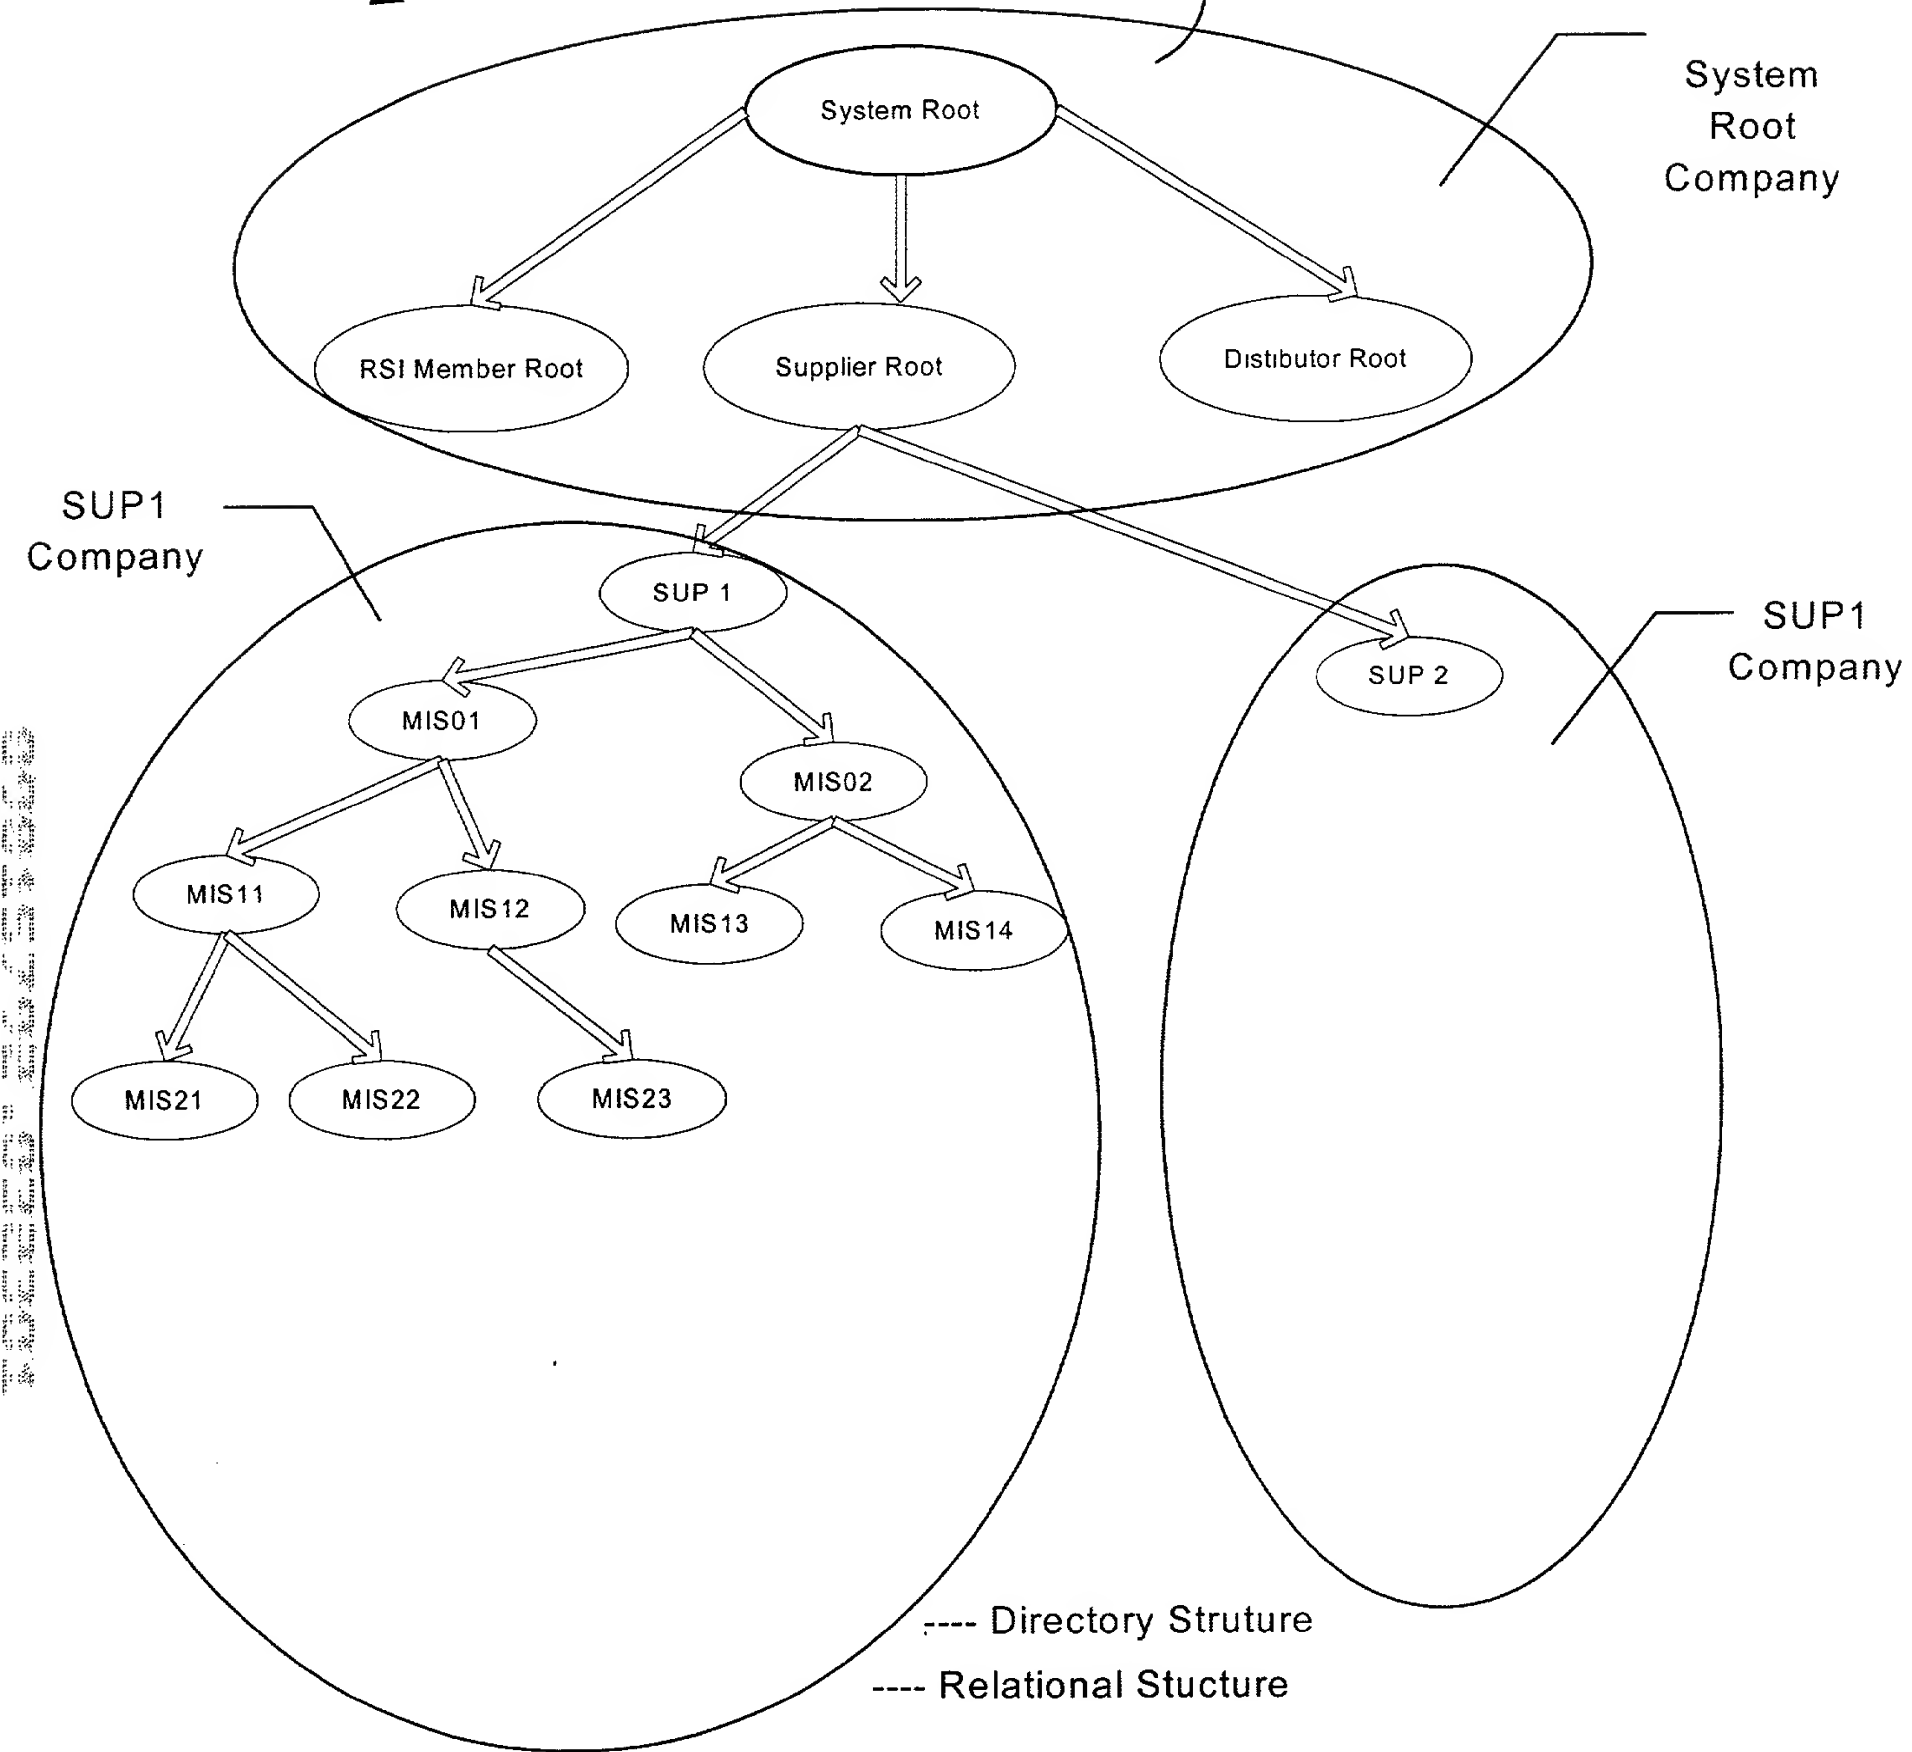 System Root
System
Root
Company
RSI Member Root
Supplier Root
Distibutor Root
SUP1
Company
SUP 1
SUP1
Company
SUP 2
MIS01
MIS02
MIS11
MIS12
MIS13
MIS14
MIS21
MIS22
MIS23
---- Directory Struture
---- Relational Stucture